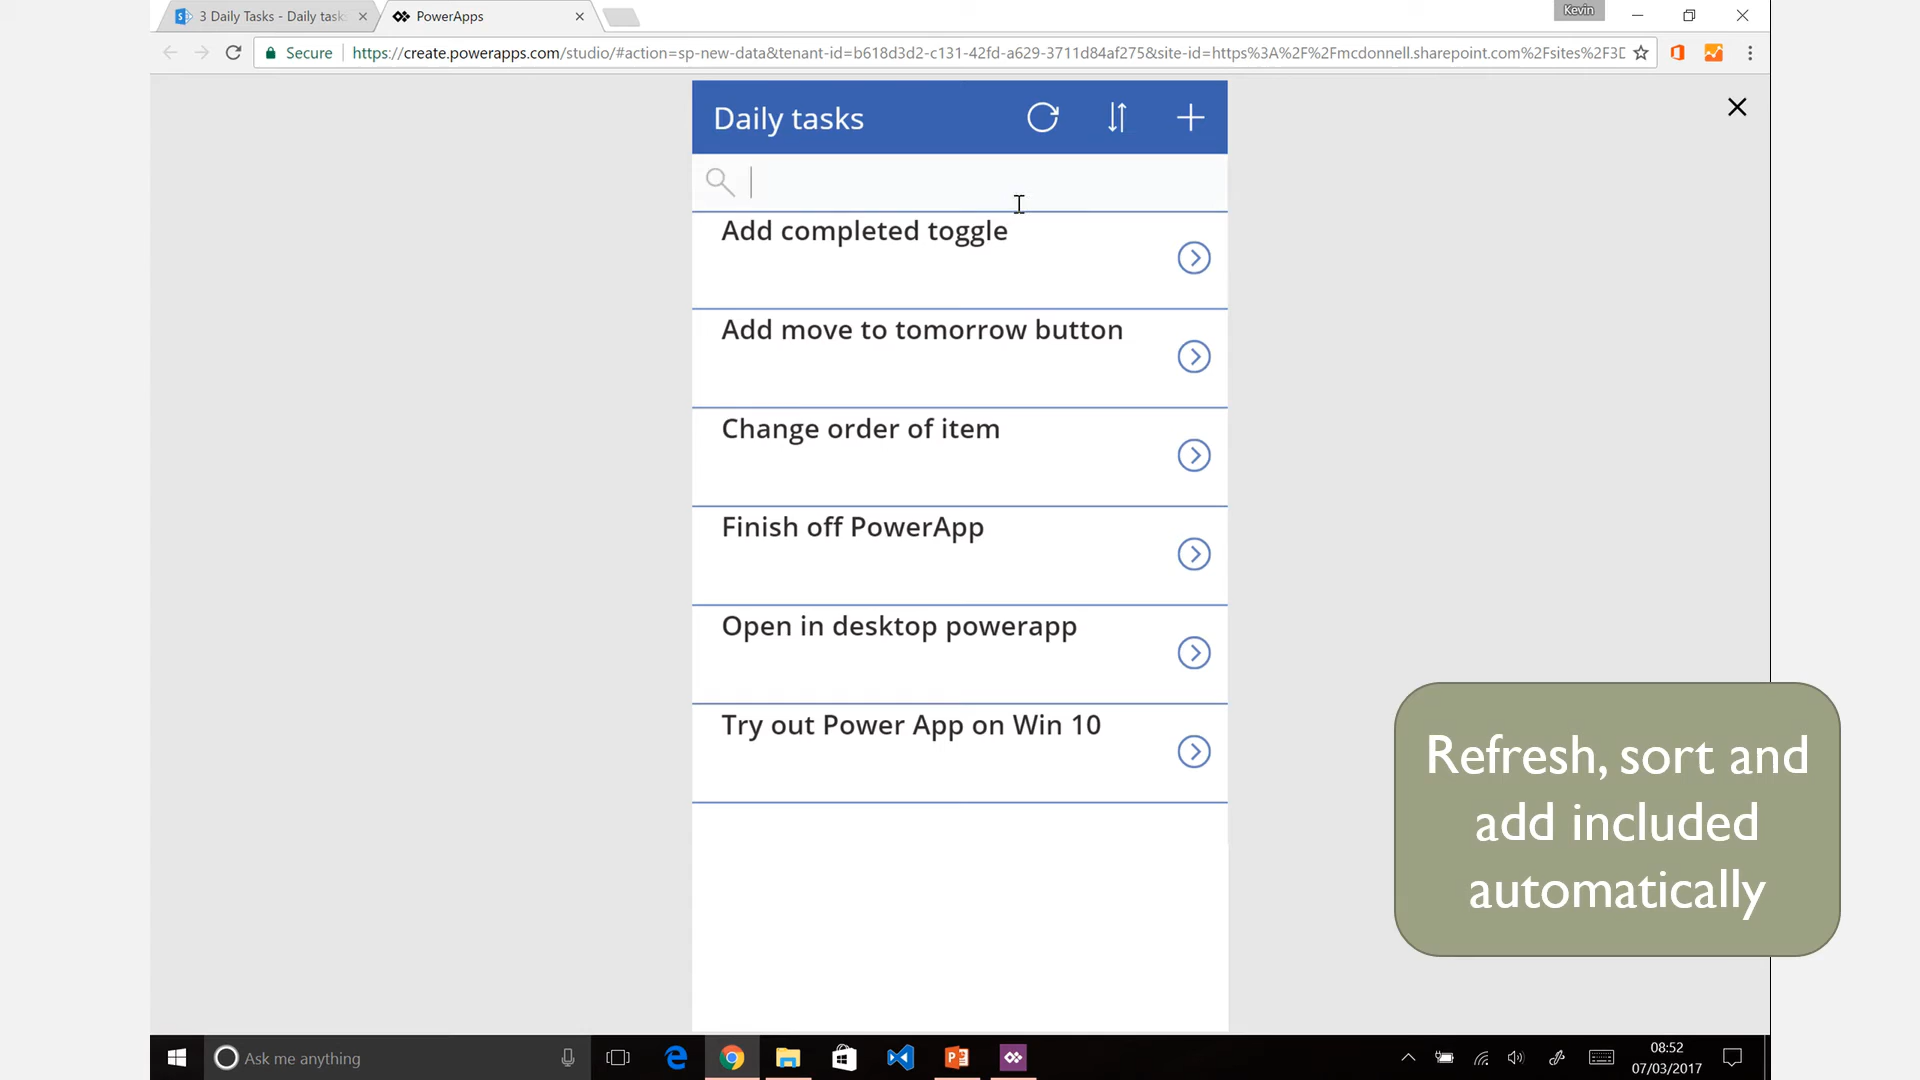 3 Daily Tasks - Daily task
PowerApps
Kevin
Secure
https://create.powerapps.com/studio/#action=sp-new-data&tenant-id=b618d3d2-c131-42fd-a629-3711d84af275&site-id=https%3A%2F%2Fmcdonnell.sharepoint.com%2Fsites%2F3D
Daily tasks
Add completed toggle
Add move to tomorrow button
Change order of item
Finish off PowerApp
Open in desktop powerapp
Try out Power App on Win 10
Refresh, sort and
add included
automatically
Ask me anything
08:52
07/03/2017